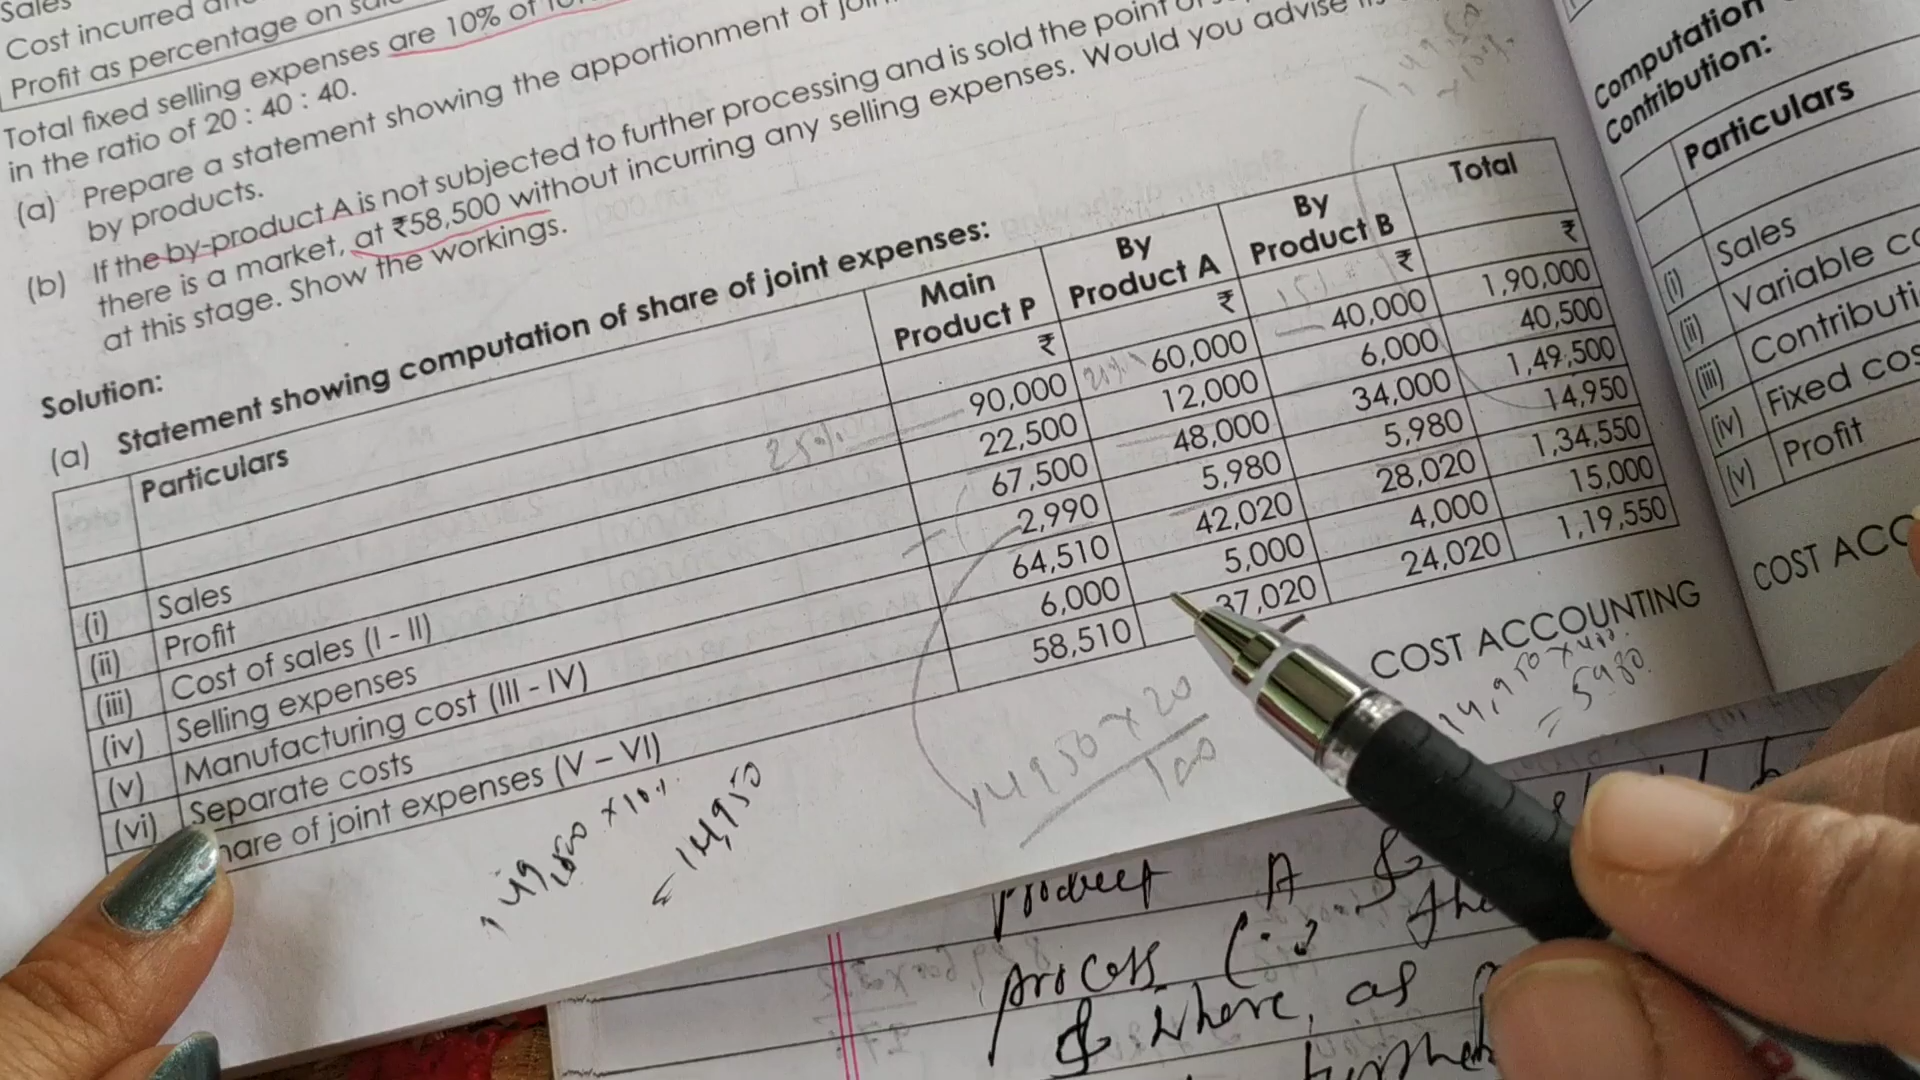 Sales
Cost incurred
Profit as percentage on
Total fixed selling expenses are 10% of
in the ratio of 20 : 40 : 40.
(a) Prepare a statement showing the apportionment of
by products.
(b) If the by-product A is not subjected to further processing and is sold the point
there is a market, at ₹58,500 without incurring any selling expenses. Would you advise
at this stage. Show the workings.
Solution:
(a) Statement showing computation of share of joint expenses:
Particulars Main Product P ₹ By Product A ₹ By Product B ₹ Total ₹
(i) Sales 90,000 60,000 40,000 1,90,000
(ii) Profit 22,500 12,000 6,000 40,500
(iii) Cost of sales (I - II) 67,500 48,000 34,000 1,49,500
(iv) Selling expenses 2,990 5,980 5,980 14,950
(v) Manufacturing cost (III - IV) 64,510 42,020 28,020 1,34,550
(vi) Separate costs 6,000 5,000 4,000 15,000
hare of joint expenses (V – VI) 58,510 37,020 24,020 1,19,550
25%
COST ACCOUNTING
= 5980
14950 × 20
100
× 10%
= 14,950
Product A &
process
& where, as
Computation
Contribution:
Particulars
(i) Sales
(ii) Variable
(iii)
(iv) Fixed
(v) Profit
COST